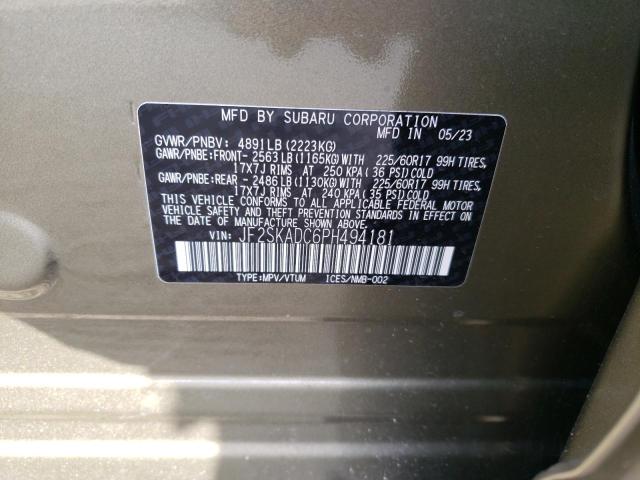 MFD BY SUBARU CORPORATION
MFD IN 05/23
GVWR/PNBV: 4891LB(2223KG)
GAWR/PNBE:FRONT- 2563LB(1165KG)WITH 225/60R17 99H TIRES,
17X7J RIMS AT 250 KPA(36 PSI)COLD
GAWR/PNBE:REAR -2486LB(1130KG)WITH 225/60R17 99H TIRES,
17X7J RIMS AT 240 KPA(35 PSI)COLD
THIS VEHICLE CONFORMS TO ALL APPLICABLE FEDERAL MOTOR
VEHICLE SAFETY STANDARDS IN EFFECT ON THE DATE OF
MANUFACTURE SHOWN ABOVE.
VIN: JF2SKADC6PH494181
TYPE:MPV/VTUM ICES/NMB-002